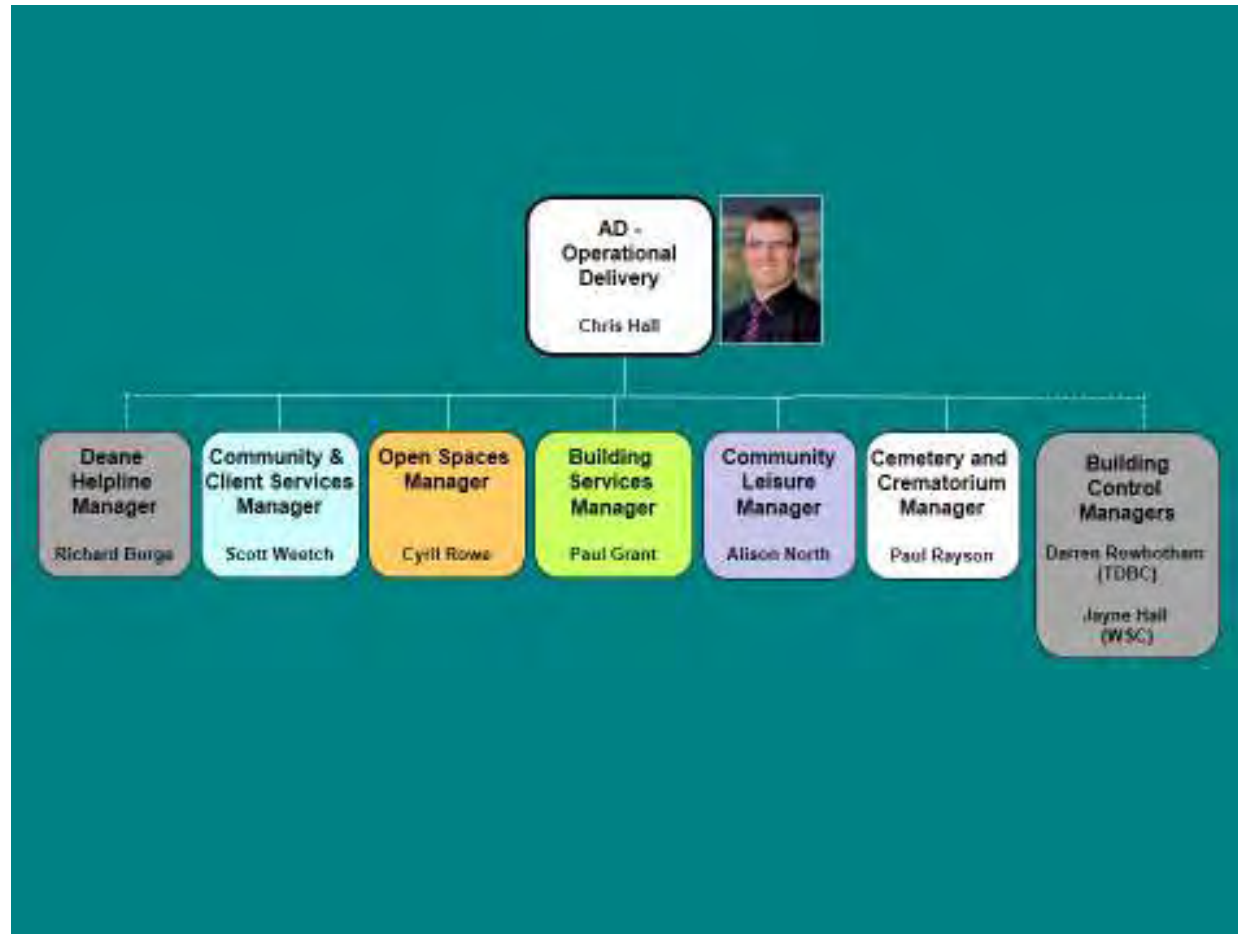 AD -
Operational
Delivery
Chris Hall
Deane
Helpline
Manager
Richard Burge
Community &
Client Services
Manager
Scott Weetch
Open Spaces
Manager
Cyril Rowe
Building
Services
Manager
Paul Grant
Community
Leisure
Manager
Alison North
Cemetery and
Crematorium
Manager
Paul Rayson
Building
Control
Managers
Darren Rowbotham
(TDBC)
Jayne Hall
(WSC)